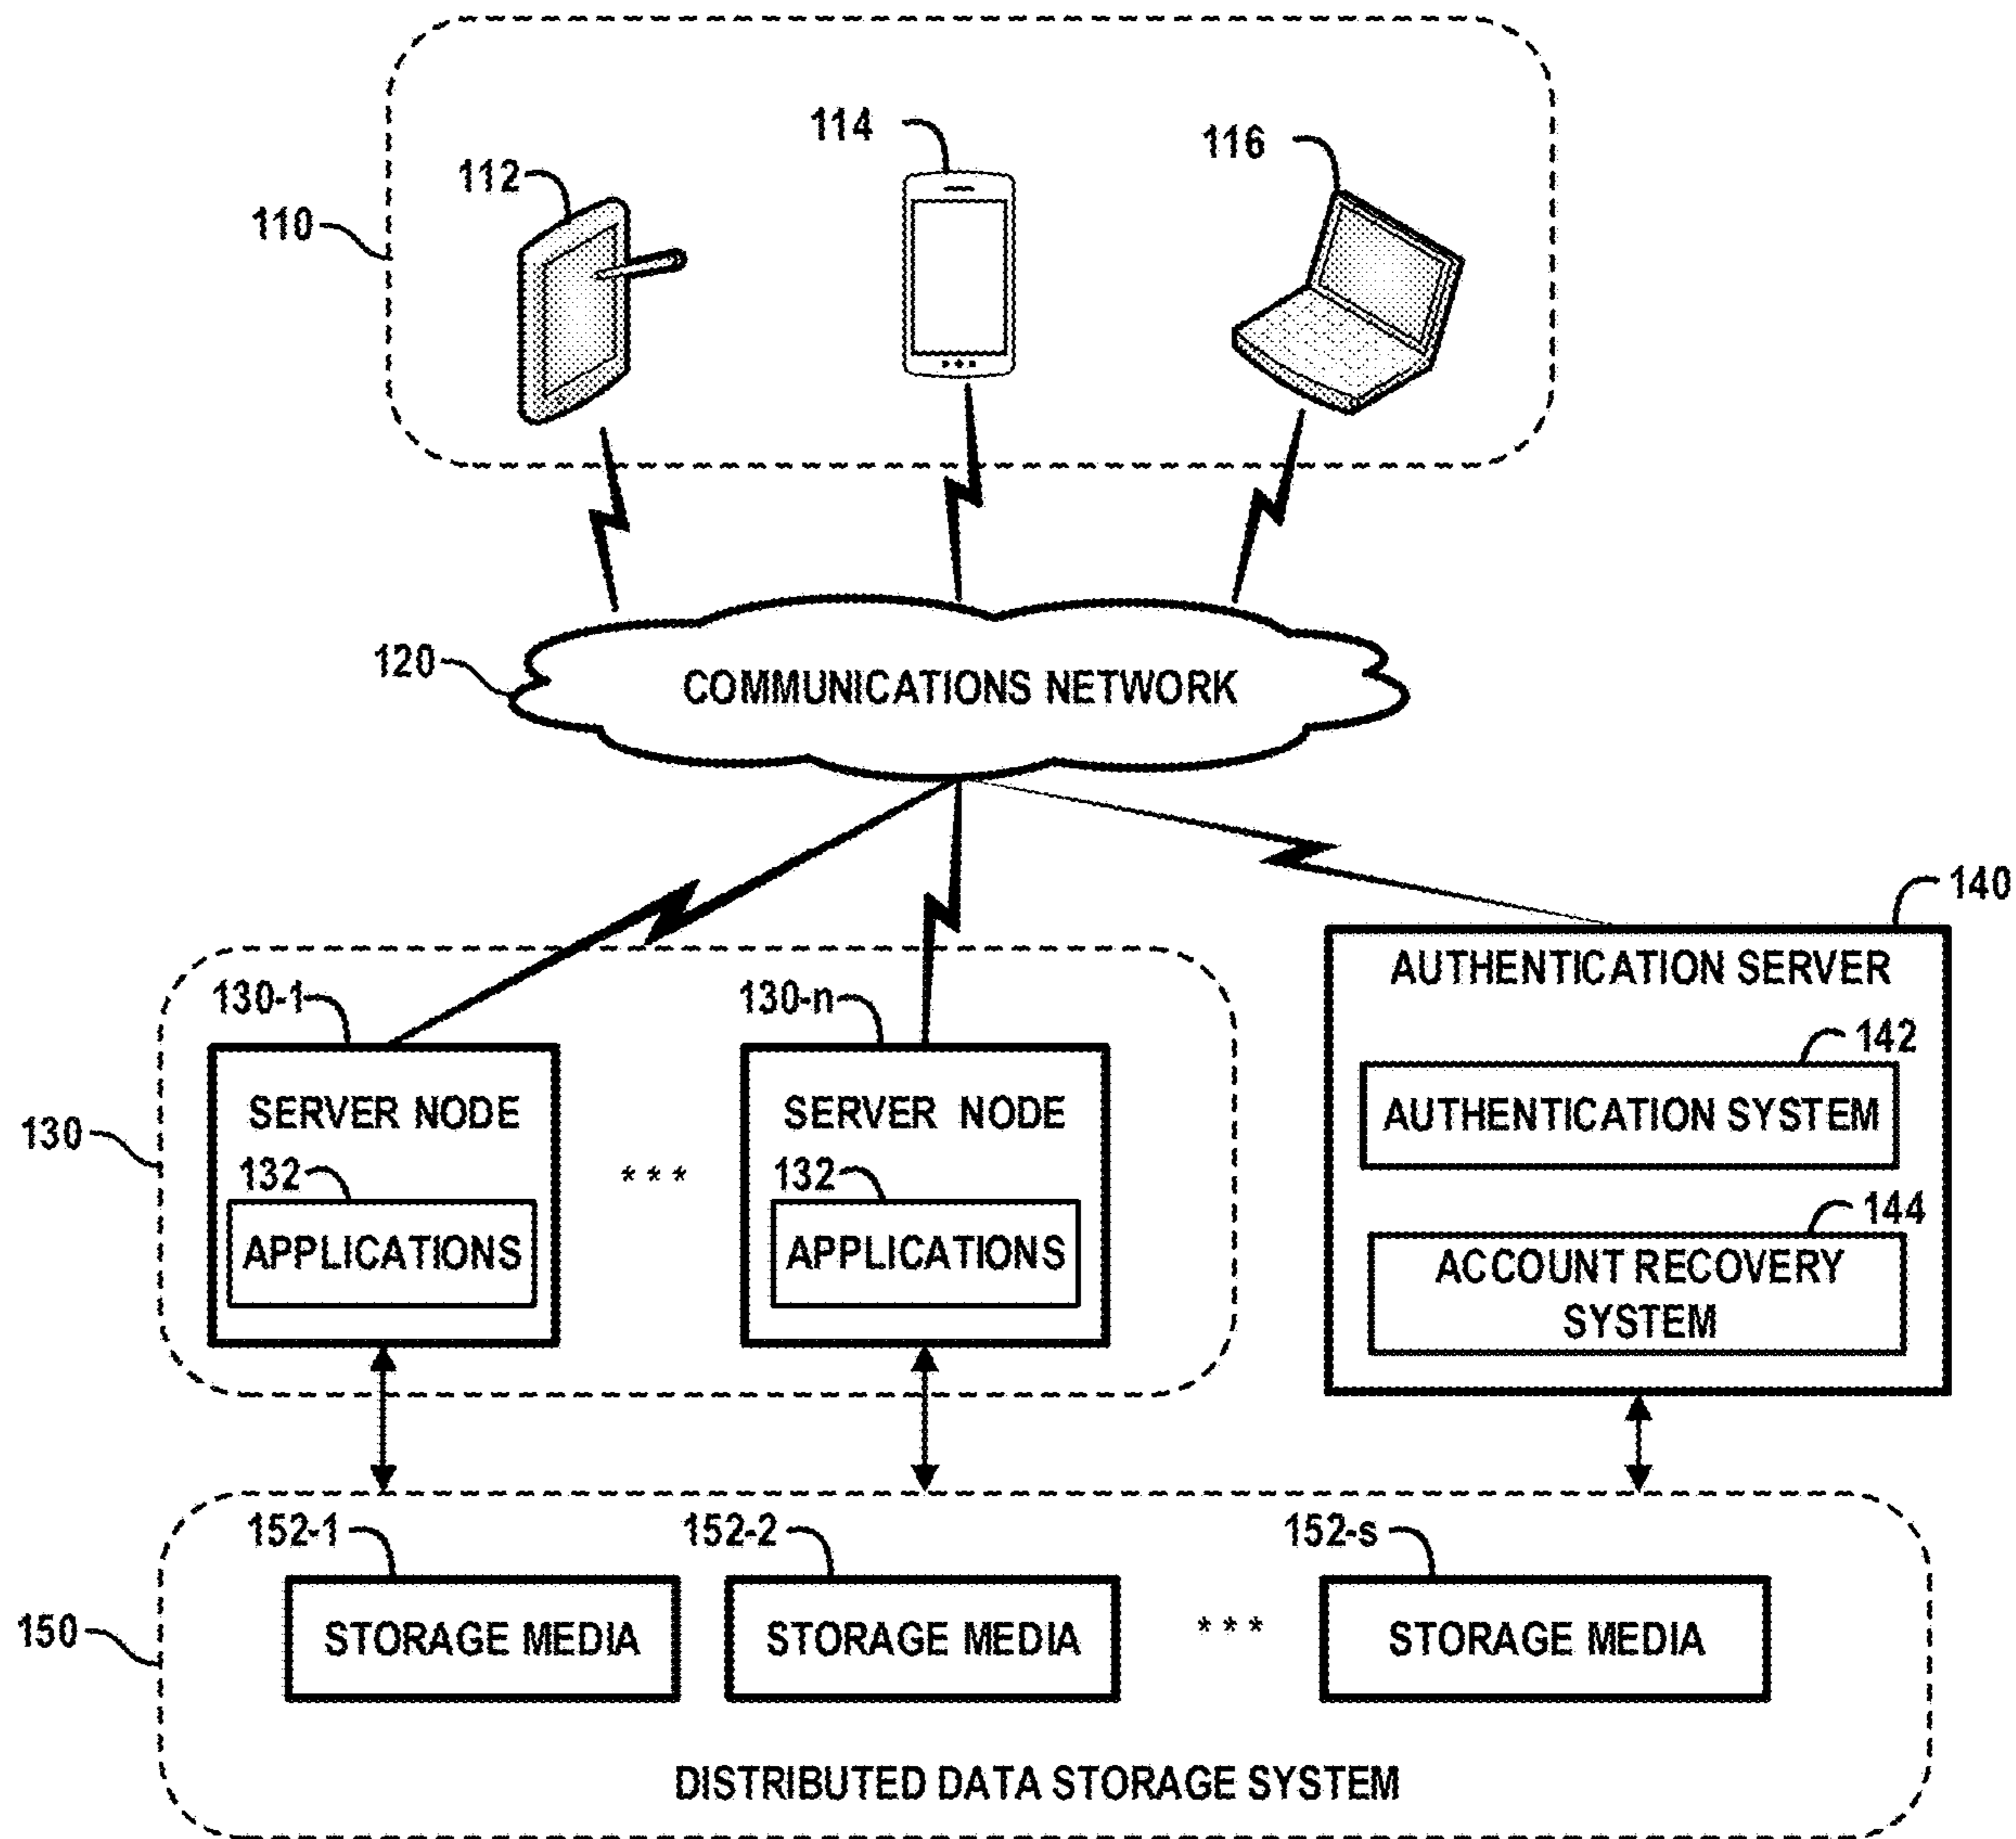 114
116
112
110
120
COMMUNICATIONS NETWORK
140
AUTHENTICATION SERVER
130-1
130-n
142
SERVER NODE
SERVER NODE
AUTHENTICATION SYSTEM
130
132
* * *
132
144
APPLICATIONS
APPLICATIONS
ACCOUNT RECOVERY
SYSTEM
152-1
152-2
152-s
150
STORAGE MEDIA
STORAGE MEDIA
* * *
STORAGE MEDIA
DISTRIBUTED DATA STORAGE SYSTEM